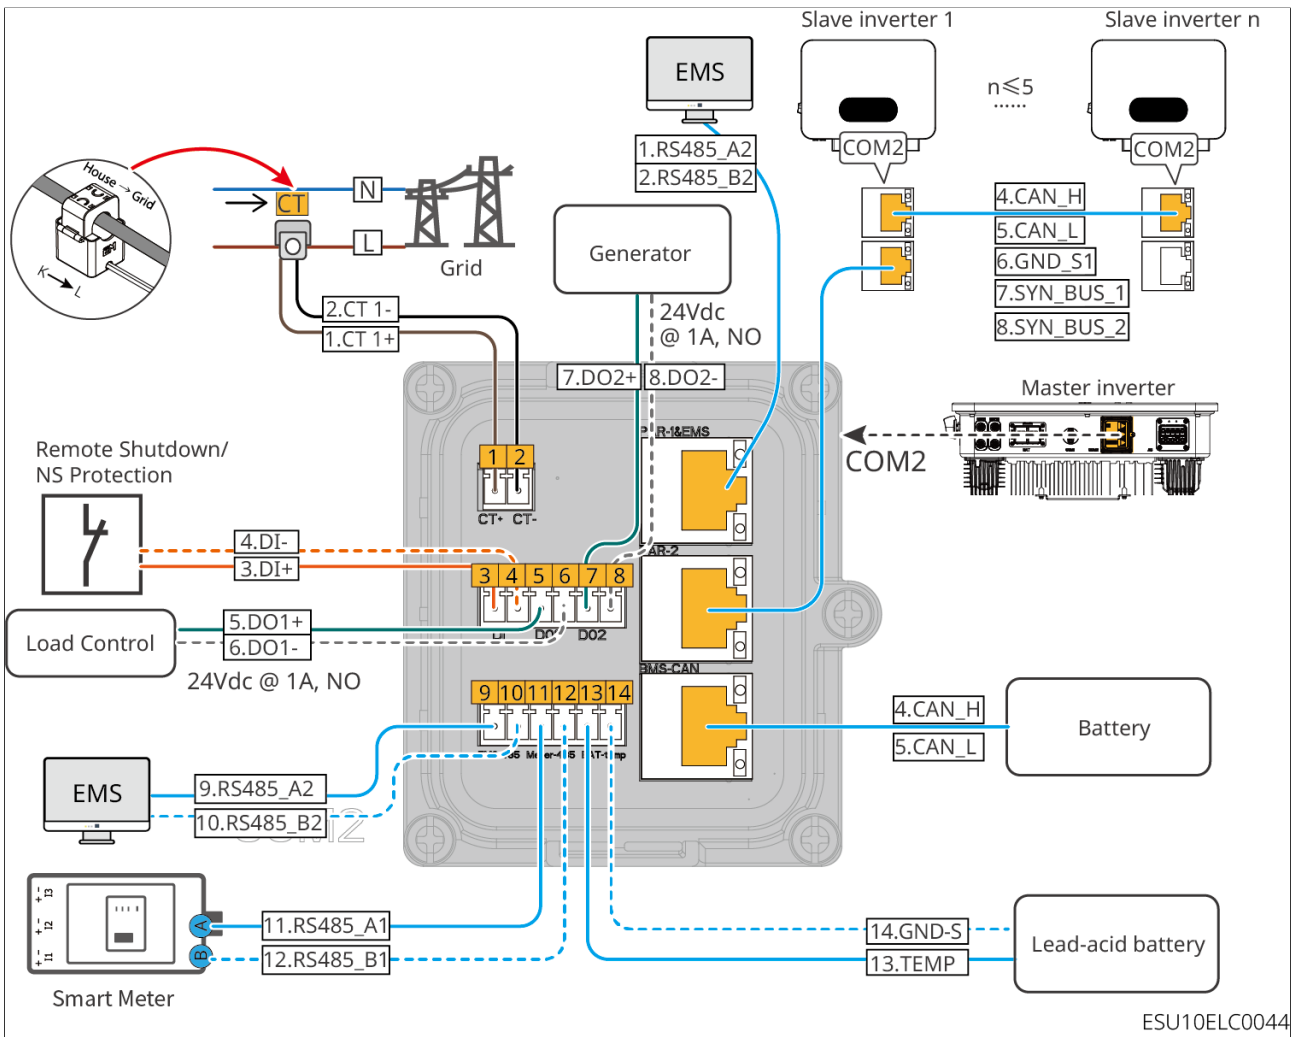 Slave inverter 1
Slave inverter n
EMS
n⩽5
......
COM2
COM2
1.RS485_A2
2.RS485_B2
House → Grid
K → L
CT
N
L
Grid
4.CAN_H
5.CAN_L
6.GND_S1
7.SYN_BUS_1
8.SYN_BUS_2
Generator
24Vdc
@ 1A, NO
2.CT 1-
1.CT 1+
7.DO2+
8.DO2-
Master inverter
COM2
Remote Shutdown/
NS Protection
1 2
CT+ CT-
4.DI-
3.DI+
3 4 5 6 7 8
DO2
5.DO1+
6.DO1-
Load Control
24Vdc @ 1A, NO
BMS-CAN
9 10 11 12 13 14
4.CAN_H
5.CAN_L
Battery
EMS
9.RS485_A2
10.RS485_B2
I3
I2
I1
A
B
11.RS485_A1
12.RS485_B1
Smart Meter
14.GND-S
13.TEMP
Lead-acid battery
ESU10ELC0044